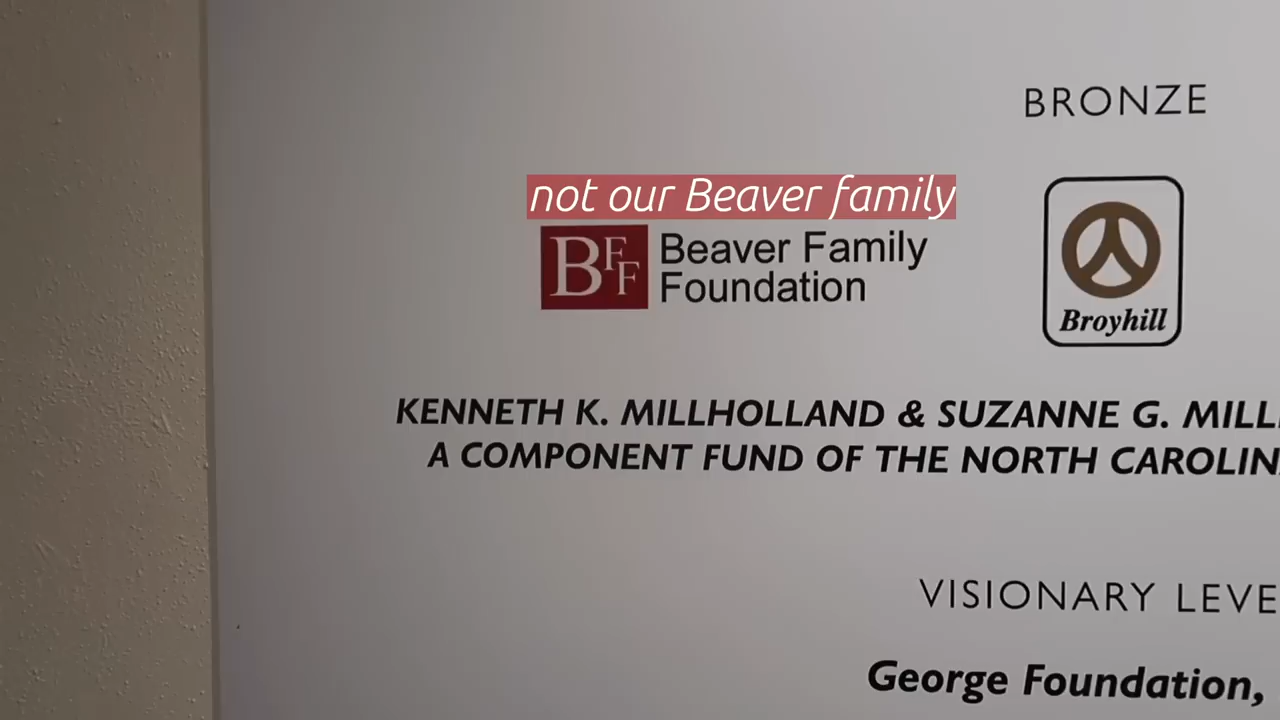 BRONZE
not our Beaver family
BFF Beaver Family
Foundation
Broyhill
KENNETH K. MILLHOLLAND & SUZANNE G.
A COMPONENT FUND OF THE NORTH
VISIONARY
George Foundation,